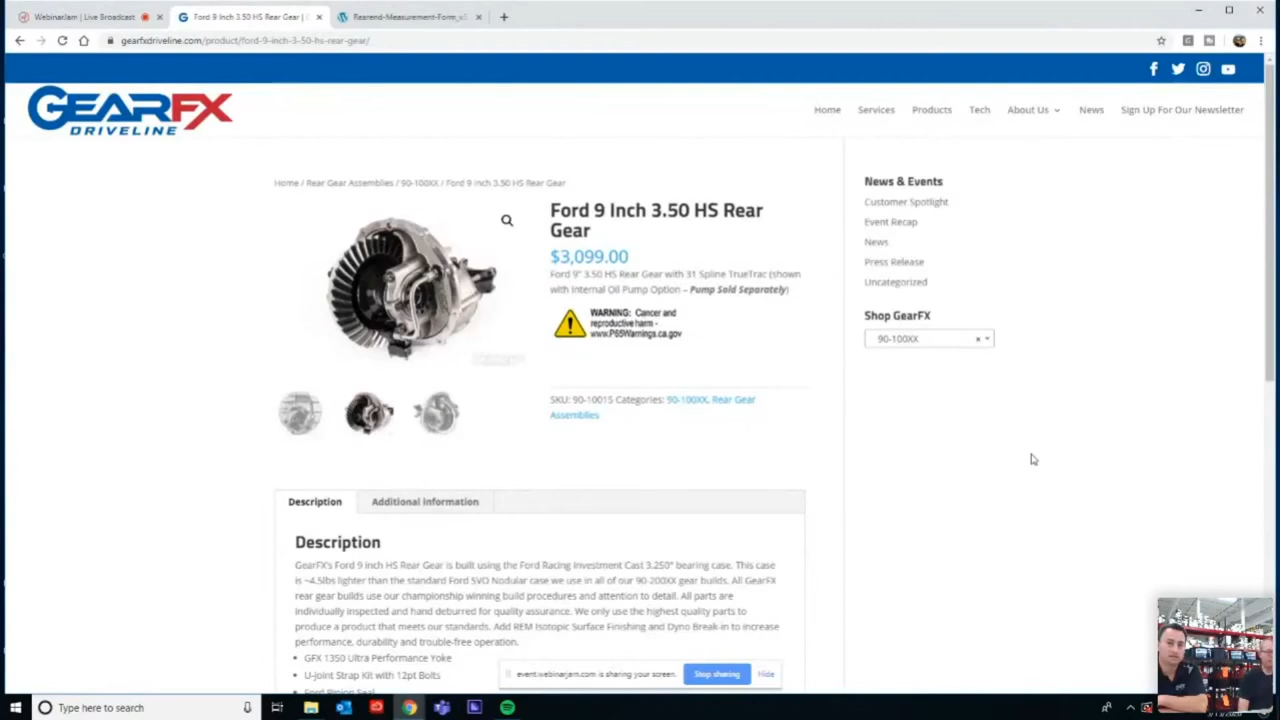 WebinarJam | Live Broadcast
Ford 9 Inch 3.50 HS Rear Gear |
Rearend-Measurement-Form_v
gearfxdriveline.com/product/ford-9-inch-3-50-hs-rear-gear/
GEARFX
DRIVELINE
Home
Services
Products
Tech
About Us
News
Sign Up For Our Newsletter
Home / Rear Gear Assemblies / 90-100XX / Ford 9 Inch 3.50 HS Rear Gear
Ford 9 Inch 3.50 HS Rear
Gear
$3,099.00
Ford 9" 3.50 HS Rear Gear with 31 Spline TrueTrac (shown
with Internal Oil Pump Option – Pump Sold Separately)
WARNING: Cancer and
reproductive harm -
www.P65Warnings.ca.gov
SKU: 90-10015 Categories: 90-100XX, Rear Gear
Assemblies
News & Events
Customer Spotlight
Event Recap
News
Press Release
Uncategorized
Shop GearFX
90-100XX
Description
Additional information
Description
GearFX's Ford 9 Inch HS Rear Gear is built using the Ford Racing Investment Cast 3.250" bearing case. This case
is ~4.5lbs lighter than the standard Ford SVO Nodular case we use in all of our 90-200XX gear builds. All GearFX
rear gear builds use our championship winning build procedures and attention to detail. All parts are
individually inspected and hand deburred for quality assurance. We only use the highest quality parts to
produce a product that meets our standards. Add REM Isotopic Surface Finishing and Dyno Break-in to increase
performance, durability and trouble-free operation.
GFX 1350 Ultra Performance Yoke
U-joint Strap Kit with 12pt Bolts
Ford Pinion Seal
event.webinarjam.com is sharing your screen.
Stop sharing
Hide
Type here to search